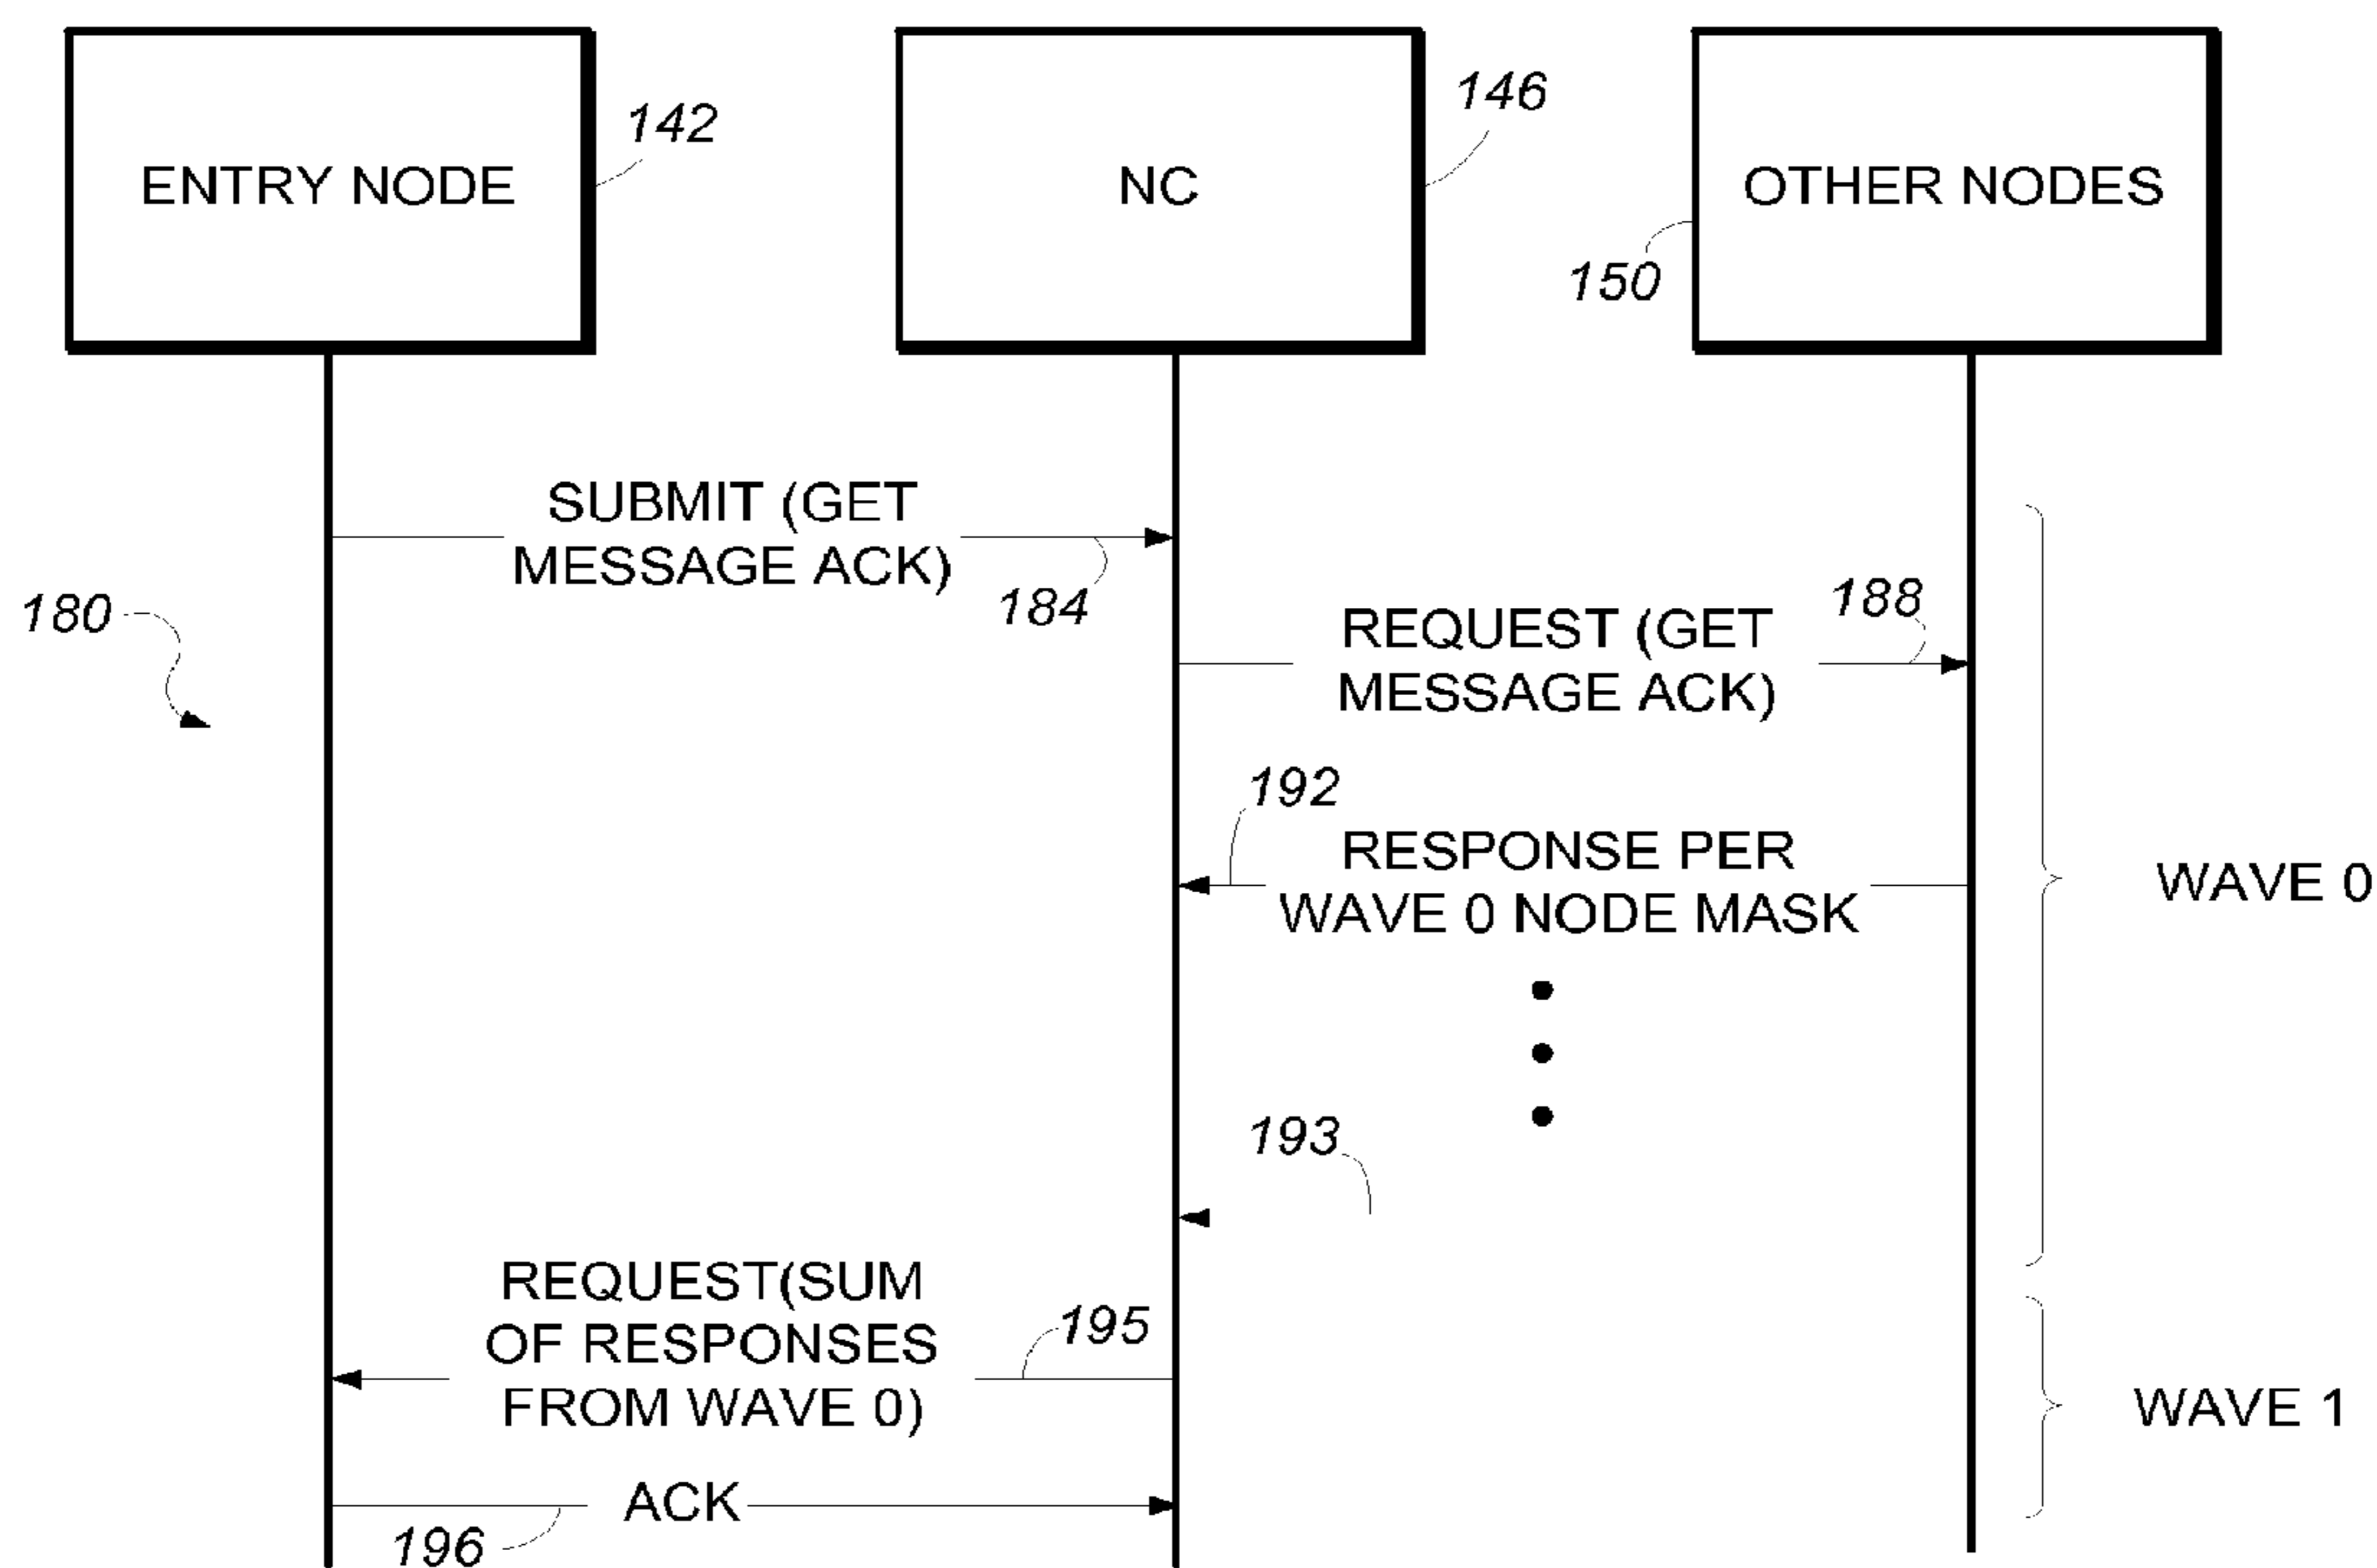 142
146
ENTRY NODE
NC
OTHER NODES
150
SUBMIT (GET
MESSAGE ACK)
184
180
188
REQUEST (GET
MESSAGE ACK)
192
RESPONSE PER
WAVE 0 NODE MASK
WAVE 0
193
REQUEST(SUM
OF RESPONSES
FROM WAVE 0)
195
WAVE 1
ACK
196